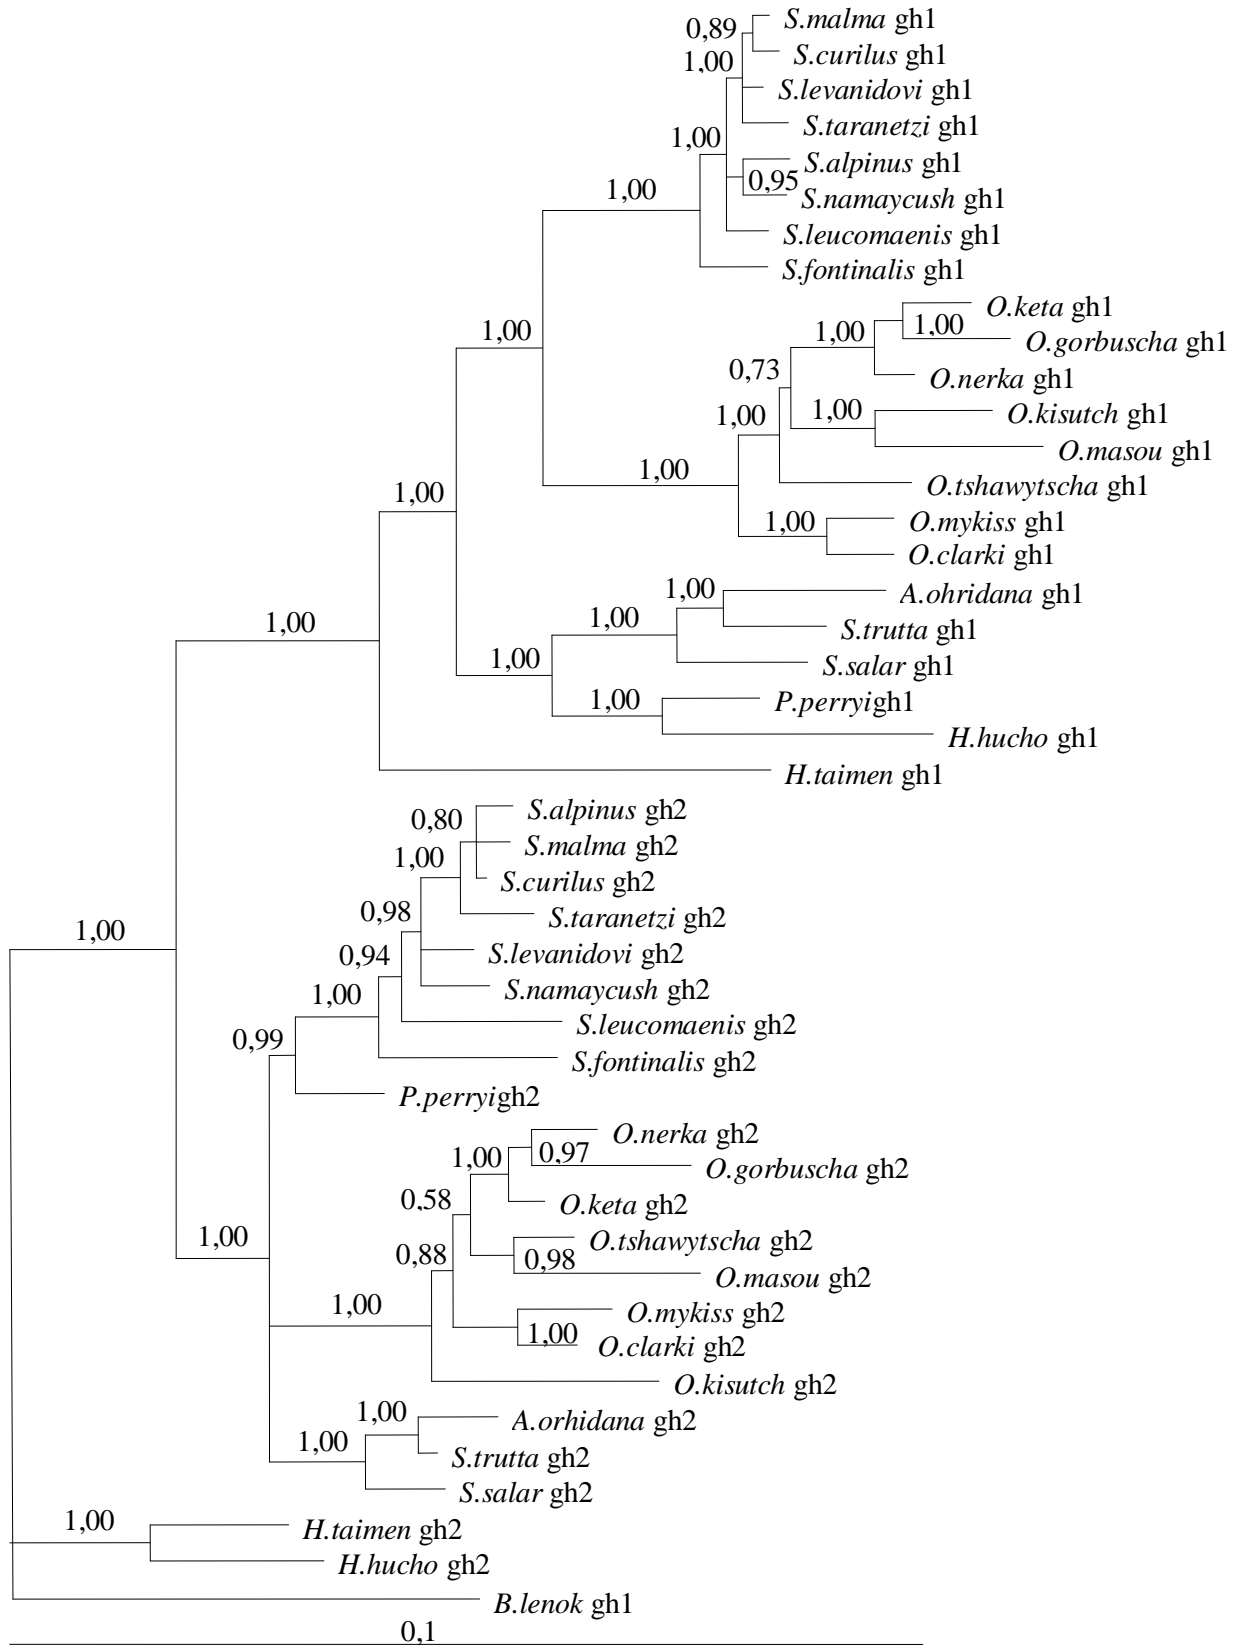 S.malma gh1
0,89
S.curilus gh1
1,00
S.levanidovi gh1
S.taranetzi gh1
1,00
S.alpinus gh1
0,95
1,00
S.namaycush gh1
S.leucomaenis gh1
S.fontinalis gh1
O.keta gh1
1,00
1,00
1,00
O.gorbuscha gh1
0,73
O.nerka gh1
1,00
1,00
O.kisutch gh1
O.masou gh1
1,00
1,00
O.tshawytscha gh1
1,00
O.mykiss gh1
O.clarki gh1
1,00
A.ohridana gh1
1,00
1,00
S.trutta gh1
1,00
S.salar gh1
1,00
P.perryigh1
H.hucho gh1
H.taimen gh1
S.alpinus gh2
0,80
S.malma gh2
1,00
S.curilus gh2
0,98
S.taranetzi gh2
1,00
0,94
S.levanidovi gh2
1,00
S.namaycush gh2
S.leucomaenis gh2
0,99
S.fontinalis gh2
P.perryigh2
O.nerka gh2
1,00
0,97
O.gorbuscha gh2
0,58
O.keta gh2
1,00
0,88
O.tshawytscha gh2
0,98
O.masou gh2
1,00
O.mykiss gh2
1,00
O.clarki gh2
O.kisutch gh2
1,00
A.orhidana gh2
1,00
S.trutta gh2
S.salar gh2
1,00
H.taimen gh2
H.hucho gh2
B.lenok gh1
0,1